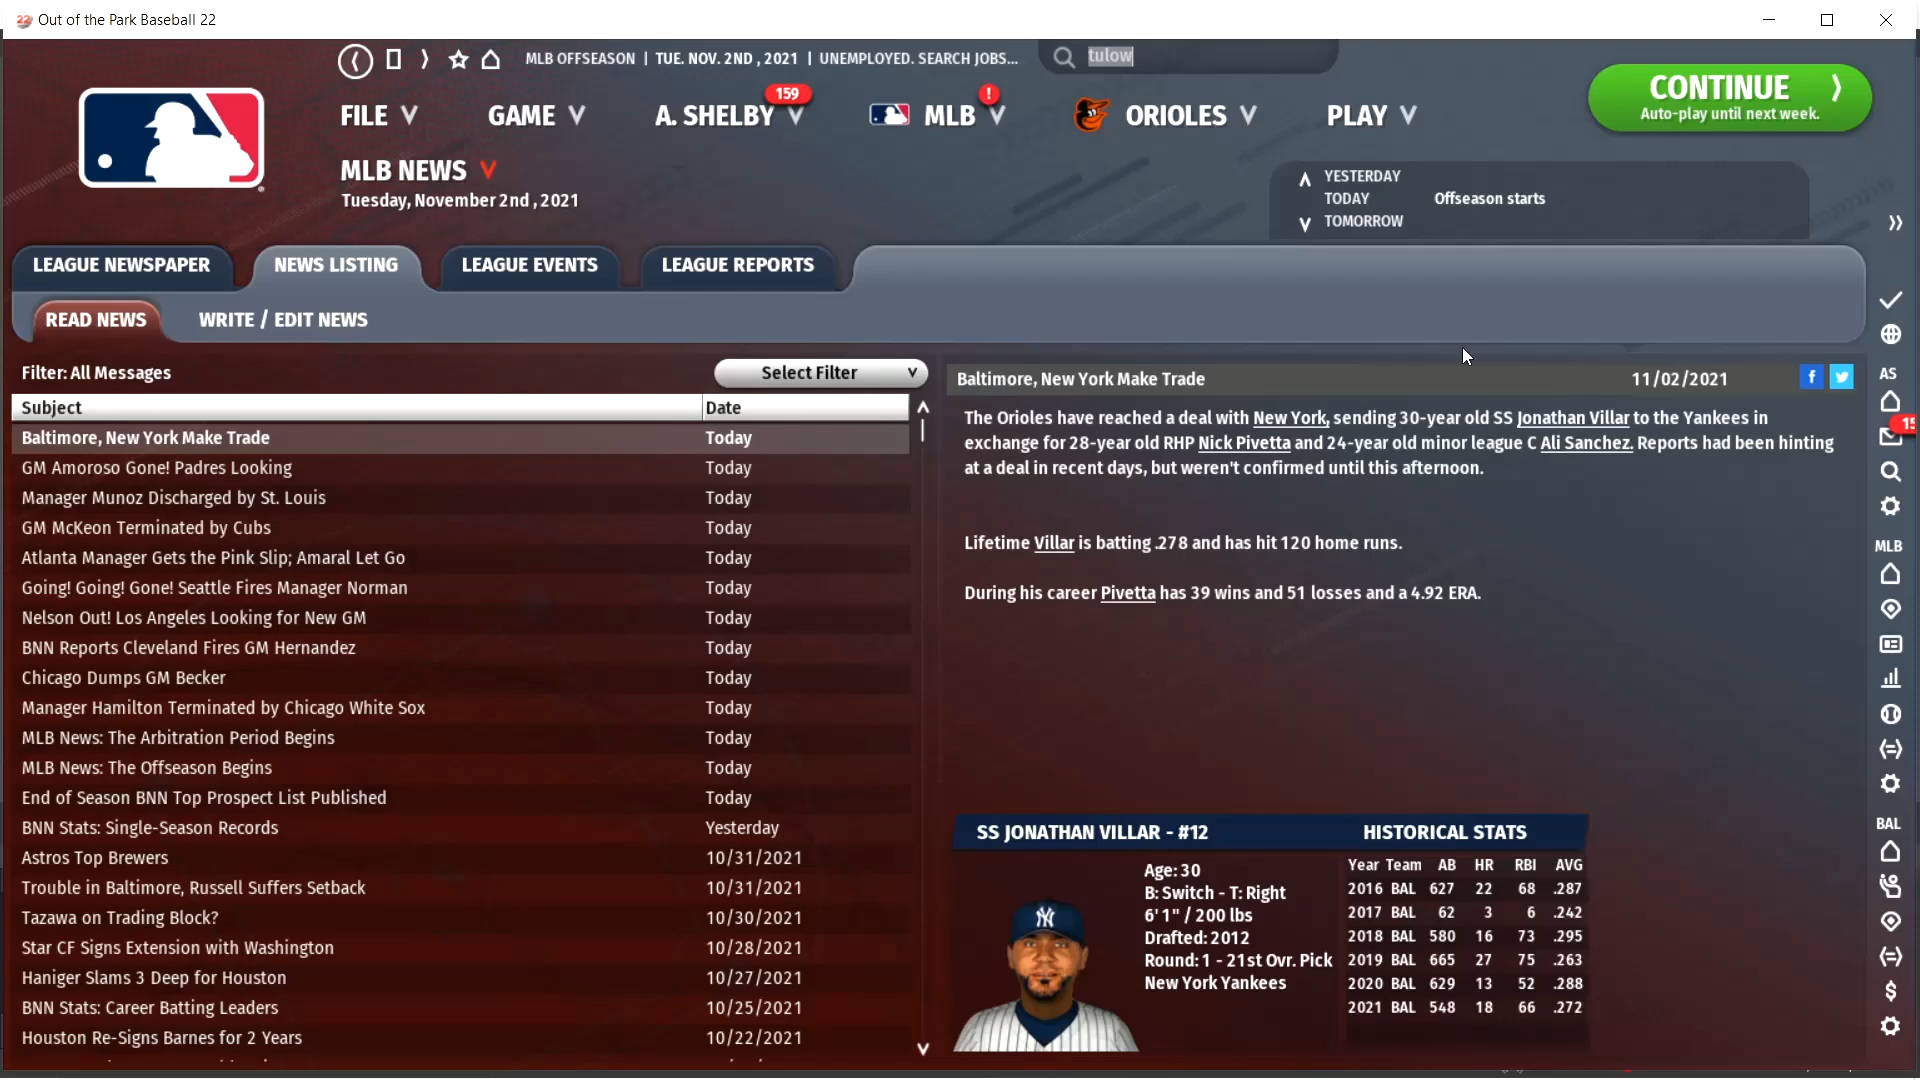 Out of the Park Baseball 22
MLB OFFSEASON | TUE. NOV. 2ND , 2021 | UNEMPLOYED. SEARCH JOBS...
tulow
CONTINUE
Auto-play until next week.
FILE
GAME
A. SHELBY
159
MLB
!
ORIOLES
PLAY
MLB NEWS
Tuesday, November 2nd , 2021
YESTERDAY
TODAY Offseason starts
TOMORROW
LEAGUE NEWSPAPER NEWS LISTING LEAGUE EVENTS LEAGUE REPORTS
READ NEWS WRITE / EDIT NEWS
Filter: All Messages
Select Filter
Subject Date
Baltimore, New York Make Trade Today
GM Amoroso Gone! Padres Looking Today
Manager Munoz Discharged by St. Louis Today
GM McKeon Terminated by Cubs Today
Atlanta Manager Gets the Pink Slip; Amaral Let Go Today
Going! Going! Gone! Seattle Fires Manager Norman Today
Nelson Out! Los Angeles Looking for New GM Today
BNN Reports Cleveland Fires GM Hernandez Today
Chicago Dumps GM Becker Today
Manager Hamilton Terminated by Chicago White Sox Today
MLB News: The Arbitration Period Begins Today
MLB News: The Offseason Begins Today
End of Season BNN Top Prospect List Published Today
BNN Stats: Single-Season Records Yesterday
Astros Top Brewers 10/31/2021
Trouble in Baltimore, Russell Suffers Setback 10/31/2021
Tazawa on Trading Block? 10/30/2021
Star CF Signs Extension with Washington 10/28/2021
Haniger Slams 3 Deep for Houston 10/27/2021
BNN Stats: Career Batting Leaders 10/25/2021
Houston Re-Signs Barnes for 2 Years 10/22/2021
Baltimore, New York Make Trade 11/02/2021
The Orioles have reached a deal with New York, sending 30-year old SS Jonathan Villar to the Yankees in
exchange for 28-year old RHP Nick Pivetta and 24-year old minor league C Ali Sanchez. Reports had been hinting
at a deal in recent days, but weren't confirmed until this afternoon.
Lifetime Villar is batting .278 and has hit 120 home runs.
During his career Pivetta has 39 wins and 51 losses and a 4.92 ERA.
SS JONATHAN VILLAR - #12
Age: 30
B: Switch - T: Right
6' 1" / 200 lbs
Drafted: 2012
Round: 1 - 21st Ovr. Pick
New York Yankees
HISTORICAL STATS
Year Team AB HR RBI AVG
2016 BAL 627 22 68 .287
2017 BAL 62 3 6 .242
2018 BAL 580 16 73 .295
2019 BAL 665 27 75 .263
2020 BAL 629 13 52 .288
2021 BAL 548 18 66 .272
AS
15
MLB
BAL
$